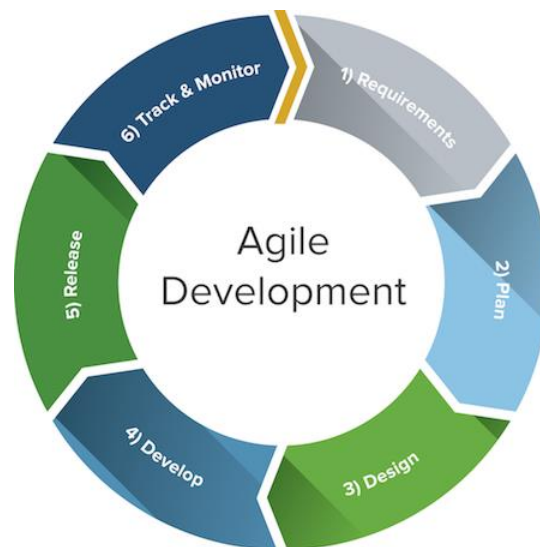 Agile
Development
1) Requirements
2) Plan
3) Design
4) Develop
5) Release
6) Track & Monitor